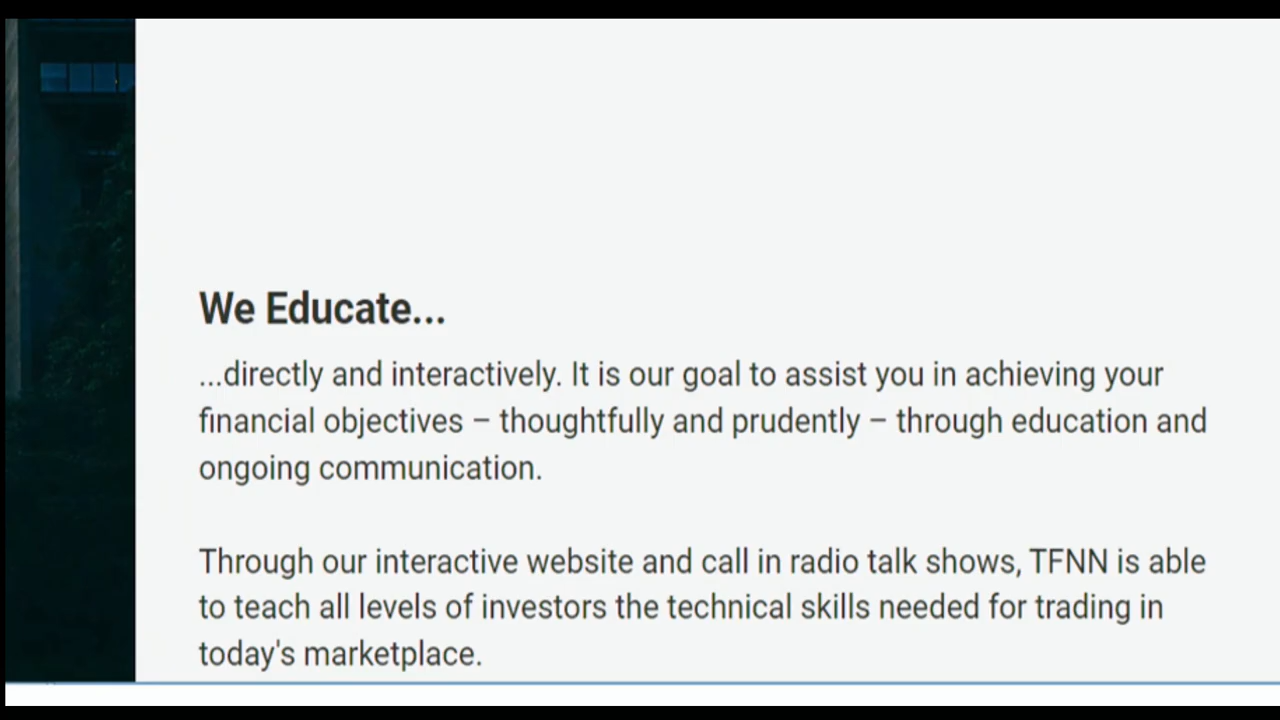 We Educate...
...directly and interactively. It is our goal to assist you in achieving your
financial objectives – thoughtfully and prudently – through education and
ongoing communication.
Through our interactive website and call in radio talk shows, TFNN is able
to teach all levels of investors the technical skills needed for trading in
today's marketplace.